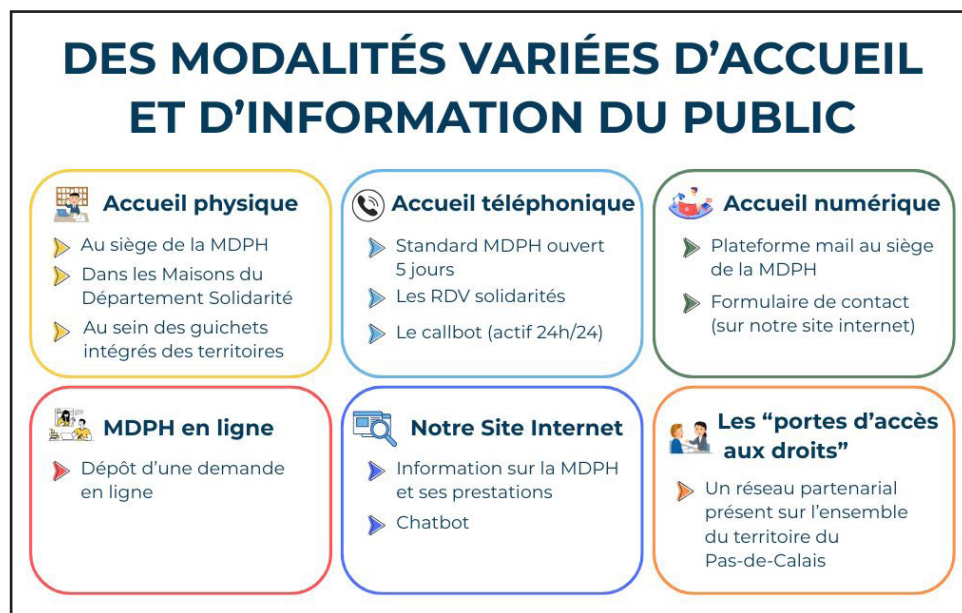 DES MODALITÉS VARIÉES D’ACCUEIL
ET D’INFORMATION DU PUBLIC
Accueil physique
Au siège de la MDPH
Dans les Maisons du
Département Solidarité
Au sein des guichets
intégrés des territoires
Accueil téléphonique
Standard MDPH ouvert
5 jours
Les RDV solidarités
Le callbot (actif 24h/24)
Accueil numérique
Plateforme mail au siège
de la MDPH
Formulaire de contact
(sur notre site internet)
MDPH en ligne
Dépôt d’une demande
en ligne
Notre Site Internet
Information sur la MDPH
et ses prestations
Chatbot
Les “portes d’accès
aux droits”
Un réseau partenarial
présent sur l’ensemble
du territoire du
Pas-de-Calais